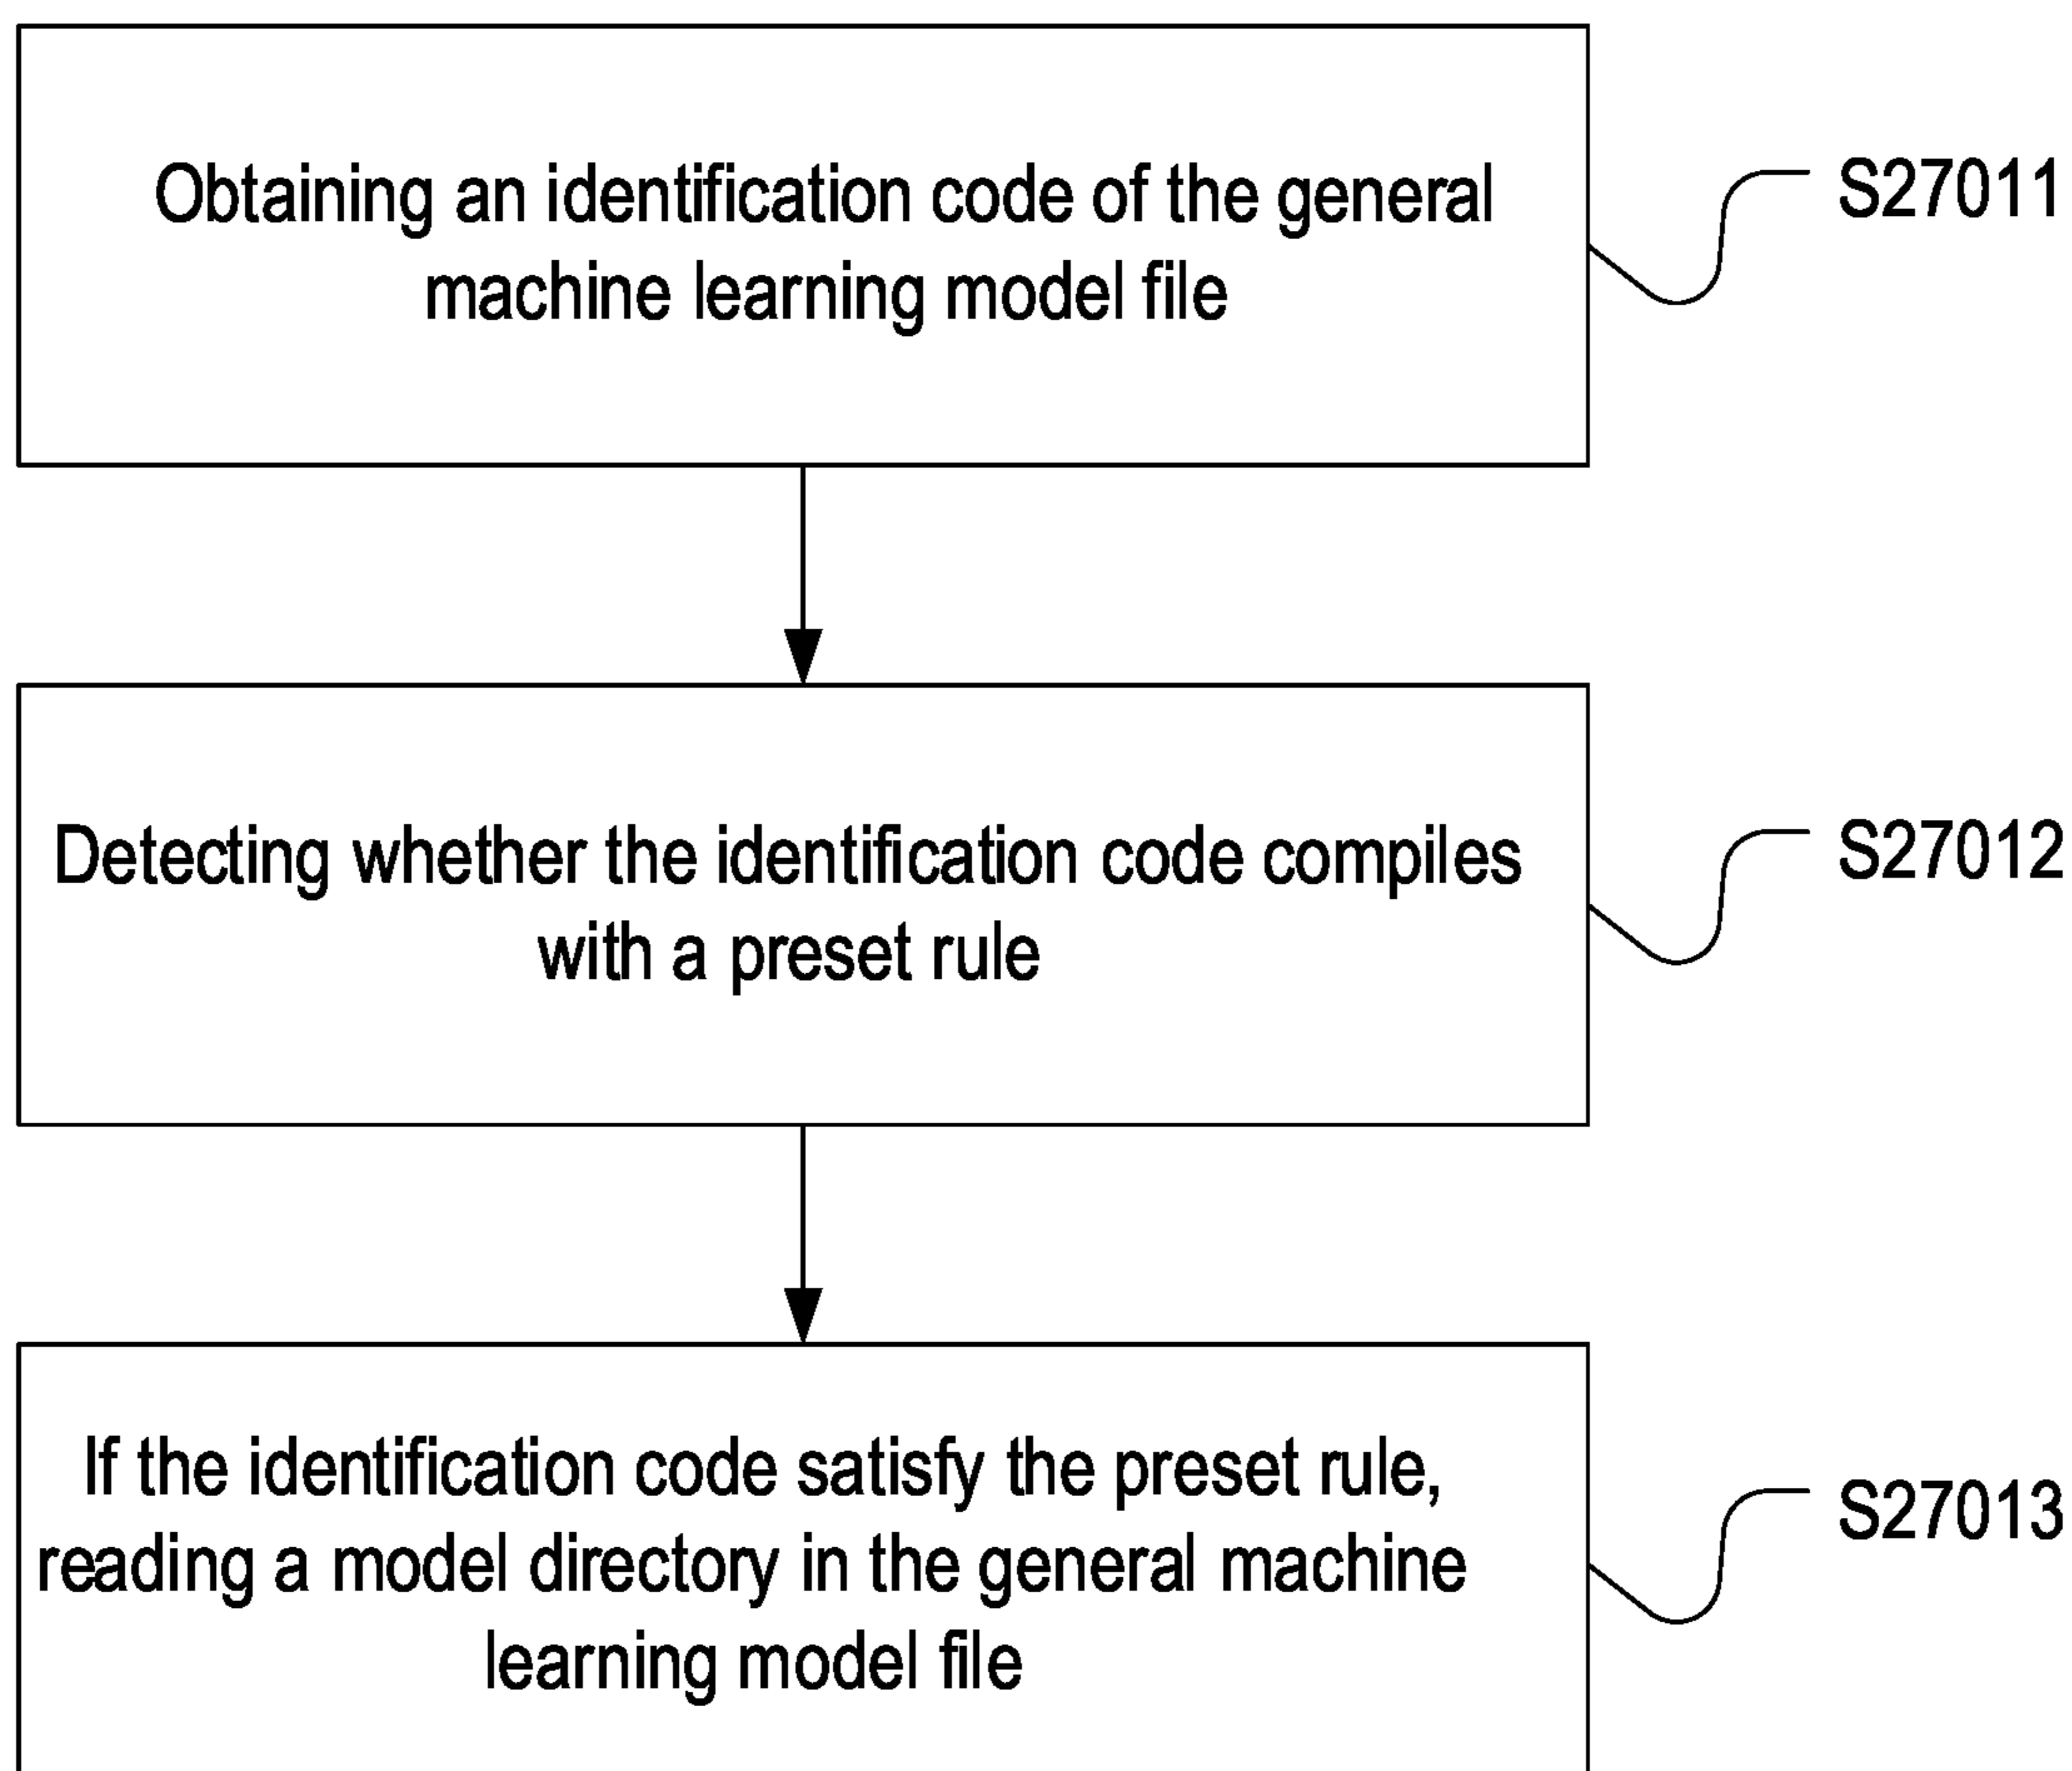 Obtaining an identification code of the general
machine learning model file
S27011
Detecting whether the identification code compiles
with a preset rule
S27012
If the identification code satisfy the preset rule,
reading a model directory in the general machine
learning model file
S27013